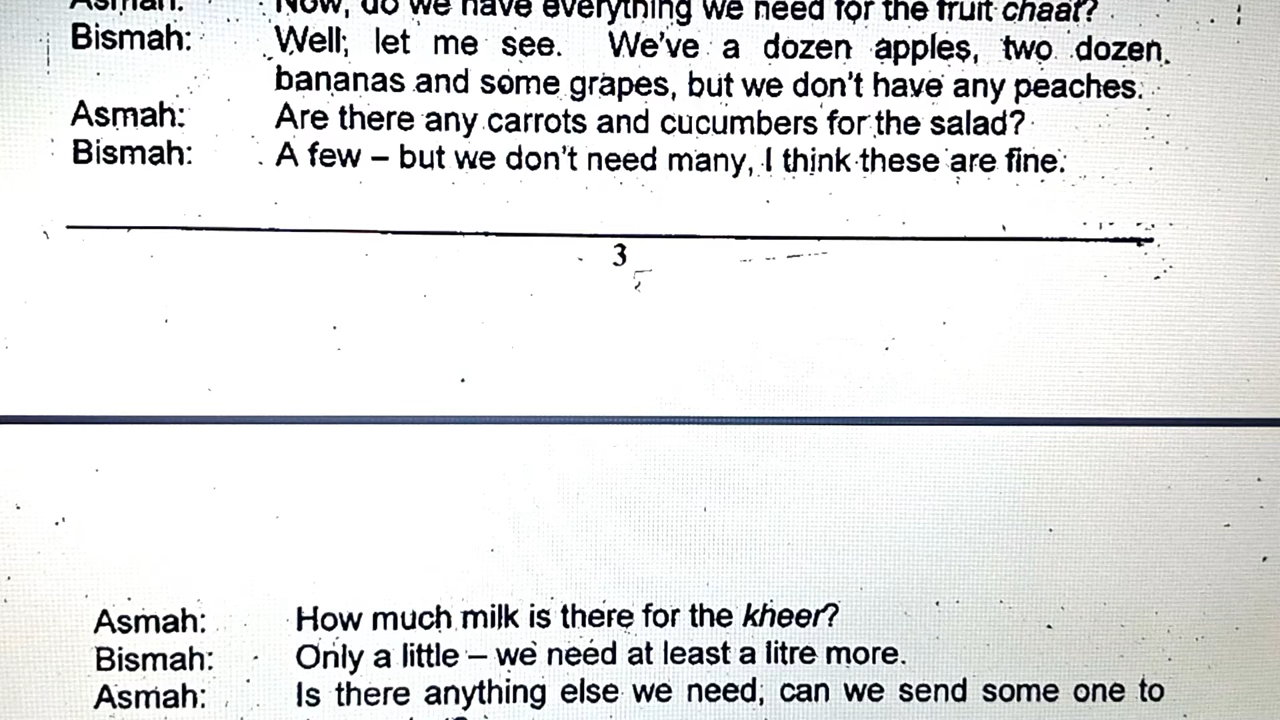 Asmah: Now, do we have everything we need for the fruit chaat?
Bismah: Well, let me see. We've a dozen apples, two dozen
bananas and some grapes, but we don't have any peaches.
Asmah: Are there any carrots and cucumbers for the salad?
Bismah: A few – but we don't need many, I think these are fine.
3
Asmah: How much milk is there for the kheer?
Bismah: Only a little – we need at least a litre more.
Asmah: Is there anything else we need, can we send some one to